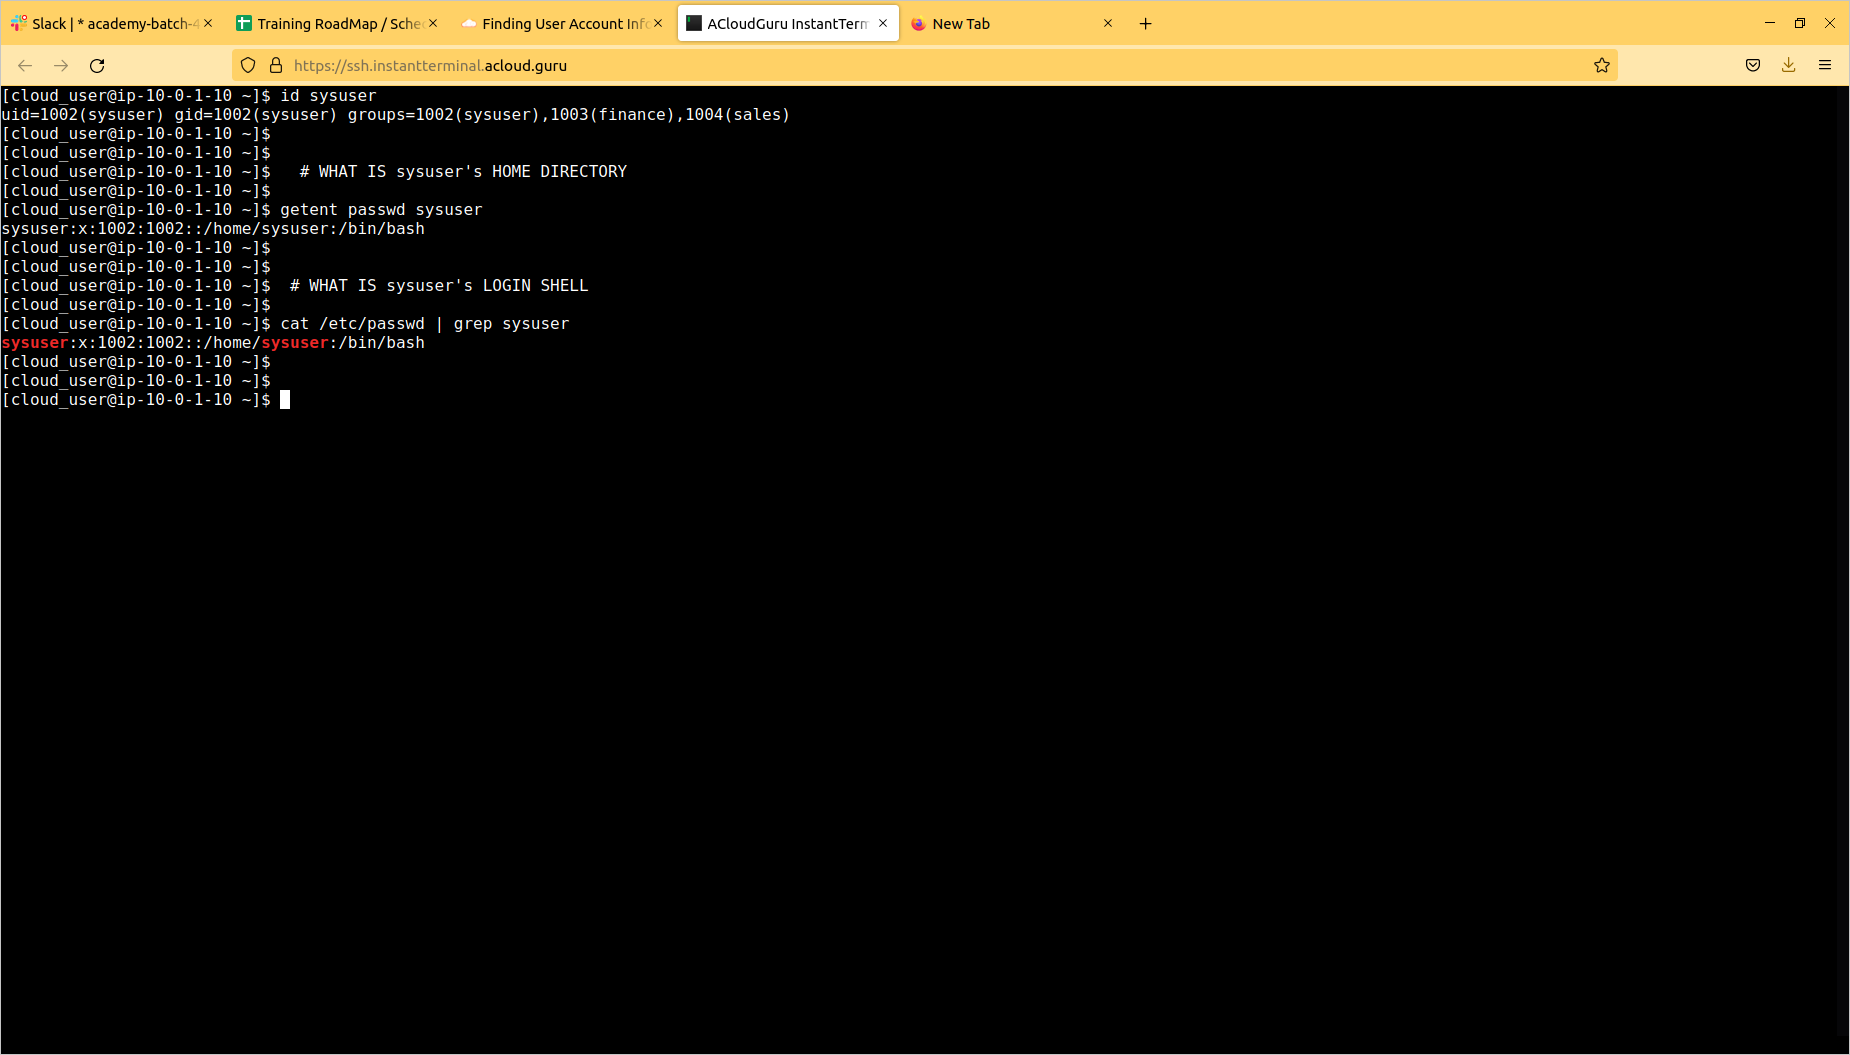 Slack | * academy-batch-4
Training RoadMap / Sche
Finding User Account Info
ACloudGuru InstantTerm
New Tab
https://ssh.instantterminal.acloud.guru
[cloud_user@ip-10-0-1-10 ~]$ id sysuser
uid=1002(sysuser) gid=1002(sysuser) groups=1002(sysuser),1003(finance),1004(sales)
[cloud_user@ip-10-0-1-10 ~]$
[cloud_user@ip-10-0-1-10 ~]$
[cloud_user@ip-10-0-1-10 ~]$   # WHAT IS sysuser's HOME DIRECTORY
[cloud_user@ip-10-0-1-10 ~]$
[cloud_user@ip-10-0-1-10 ~]$ getent passwd sysuser
sysuser:x:1002:1002::/home/sysuser:/bin/bash
[cloud_user@ip-10-0-1-10 ~]$
[cloud_user@ip-10-0-1-10 ~]$
[cloud_user@ip-10-0-1-10 ~]$  # WHAT IS sysuser's LOGIN SHELL
[cloud_user@ip-10-0-1-10 ~]$
[cloud_user@ip-10-0-1-10 ~]$ cat /etc/passwd | grep sysuser
sysuser:x:1002:1002::/home/sysuser:/bin/bash
[cloud_user@ip-10-0-1-10 ~]$
[cloud_user@ip-10-0-1-10 ~]$
[cloud_user@ip-10-0-1-10 ~]$